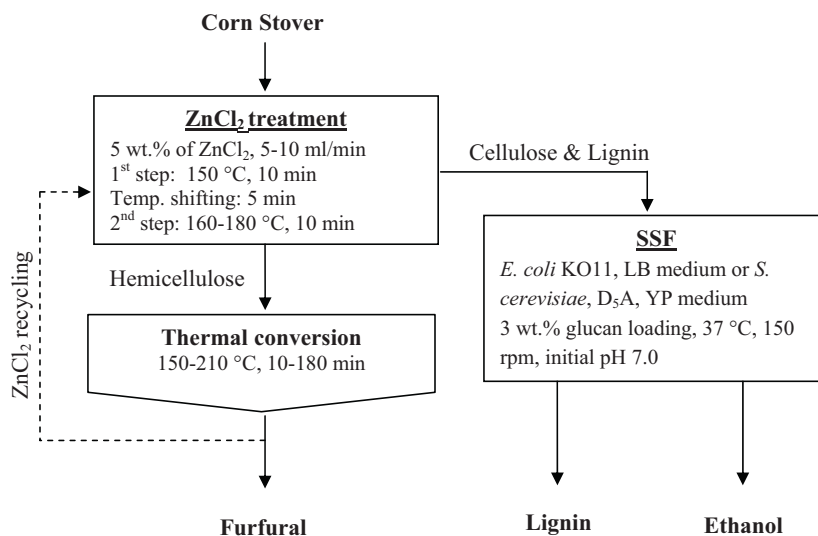 Corn Stover
ZnCl₂ treatment
5 wt.% of ZnCl₂, 5-10 ml/min
1ˢᵗ step: 150 °C, 10 min
Temp. shifting: 5 min
2ⁿᵈ step: 160-180 °C, 10 min
Cellulose & Lignin
SSF
E. coli KO11, LB medium or S.
cerevisiae, D₅A, YP medium
3 wt.% glucan loading, 37 °C, 150
rpm, initial pH 7.0
Hemicellulose
Thermal conversion
150-210 °C, 10-180 min
ZnCl₂ recycling
Furfural
Lignin
Ethanol